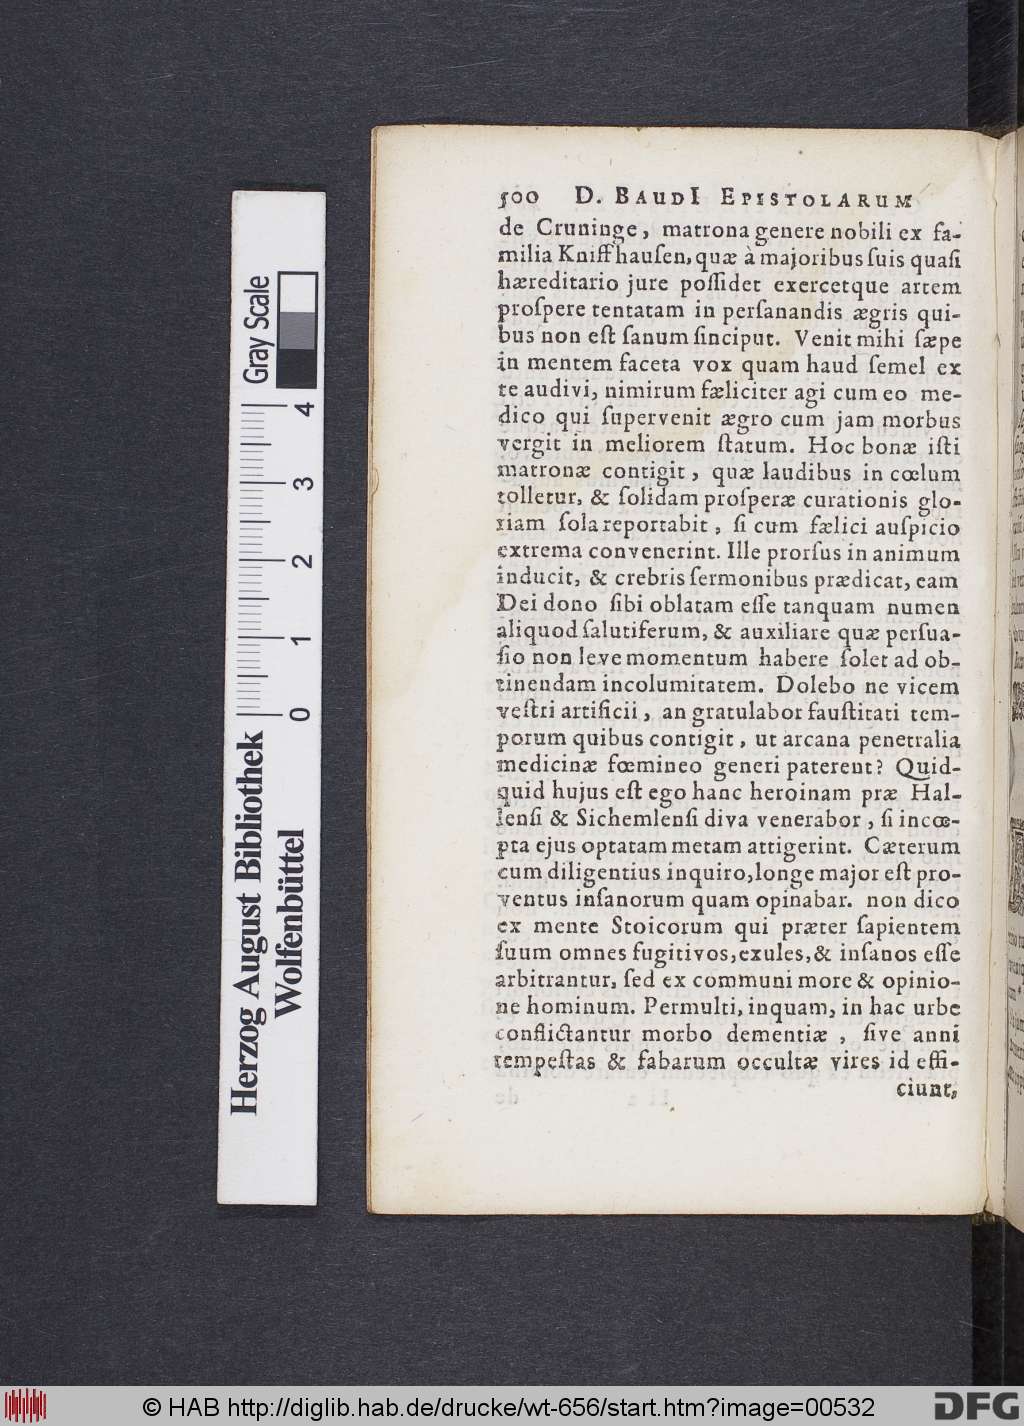 500 D. BAUDI EPISTOLARUM
de Cruninge, matrona genere nobili ex fa-
milia Kniffhauſen, quæ à majoribus ſuis quaſi
hæreditario jure poſſidet exercetque artem
proſpere tentatam in perſanandis ægris qui-
bus non eſt ſanum ſinciput. Venit mihi ſæpe
in mentem faceta vox quam haud ſemel ex
te audivi, nimirum fæliciter agi cum eo me-
dico qui ſupervenit ægro cum jam morbus
vergit in meliorem ſtatum. Hoc bonæ iſti
matronæ contigit, quæ laudibus in cœlum
tolletur, & ſolidam proſperæ curationis glo-
riam ſola reportabit, ſi cum fælici auſpicio
extrema convenerint. Ille prorſus in animum
inducit, & crebris ſermonibus prædicat, eam
Dei dono ſibi oblatam eſſe tanquam numen
aliquod ſalutiferum, & auxiliare quæ perſua-
ſio non leve momentum habere ſolet ad ob-
tinendam incolumitatem. Dolebo ne vicem
veſtri artificii, an gratulabor fauſtitati tem-
porum quibus contigit, ut arcana penetralia
medicinæ fœmineo generi paterent? Quid-
quid hujus eſt ego hanc heroinam præ Hal-
lenſi & Sichemlenſi diva venerabor, ſi incœ-
pta ejus optatam metam attigerint. Cæterum
cum diligentius inquiro, longe major eſt pro-
ventus inſanorum quam opinabar. non dico
ex mente Stoicorum qui præter ſapientem
ſuum omnes fugitivos, exules, & inſanos eſſe
arbitrantur, ſed ex communi more & opinio-
ne hominum. Permulti, inquam, in hac urbe
conflictantur morbo dementiæ, ſive anni
tempeſtas & fabarum occultæ vires id effi-
ciunt,
Herzog August Bibliothek
Wolfenbüttel
0 1 2 3 4
Gray Scale
© HAB http://diglib.hab.de/drucke/wt-656/start.htm?image=00532
DFG